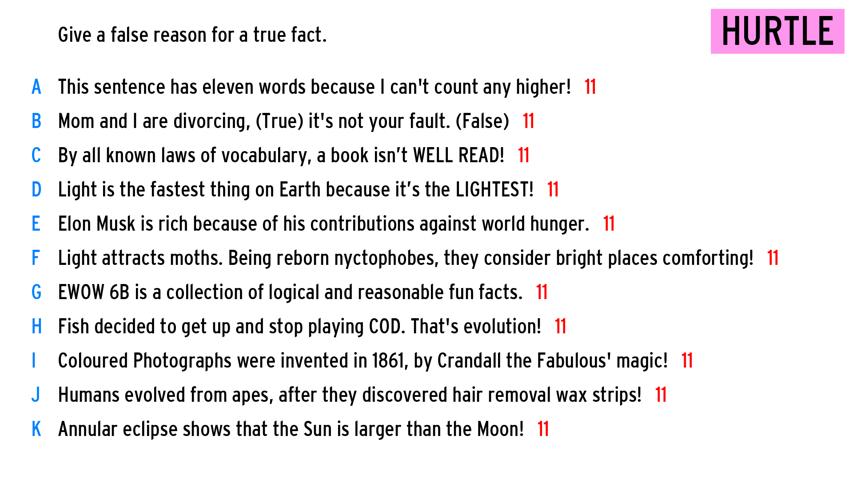 Give a false reason for a true fact.
HURTLE
A This sentence has eleven words because I can't count any higher! 11
B Mom and I are divorcing, (True) it's not your fault. (False) 11
C By all known laws of vocabulary, a book isn’t WELL READ! 11
D Light is the fastest thing on Earth because it’s the LIGHTEST! 11
E Elon Musk is rich because of his contributions against world hunger. 11
F Light attracts moths. Being reborn nyctophobes, they consider bright places comforting! 11
G EWOW 6B is a collection of logical and reasonable fun facts. 11
H Fish decided to get up and stop playing COD. That's evolution! 11
I Coloured Photographs were invented in 1861, by Crandall the Fabulous' magic! 11
J Humans evolved from apes, after they discovered hair removal wax strips! 11
K Annular eclipse shows that the Sun is larger than the Moon! 11